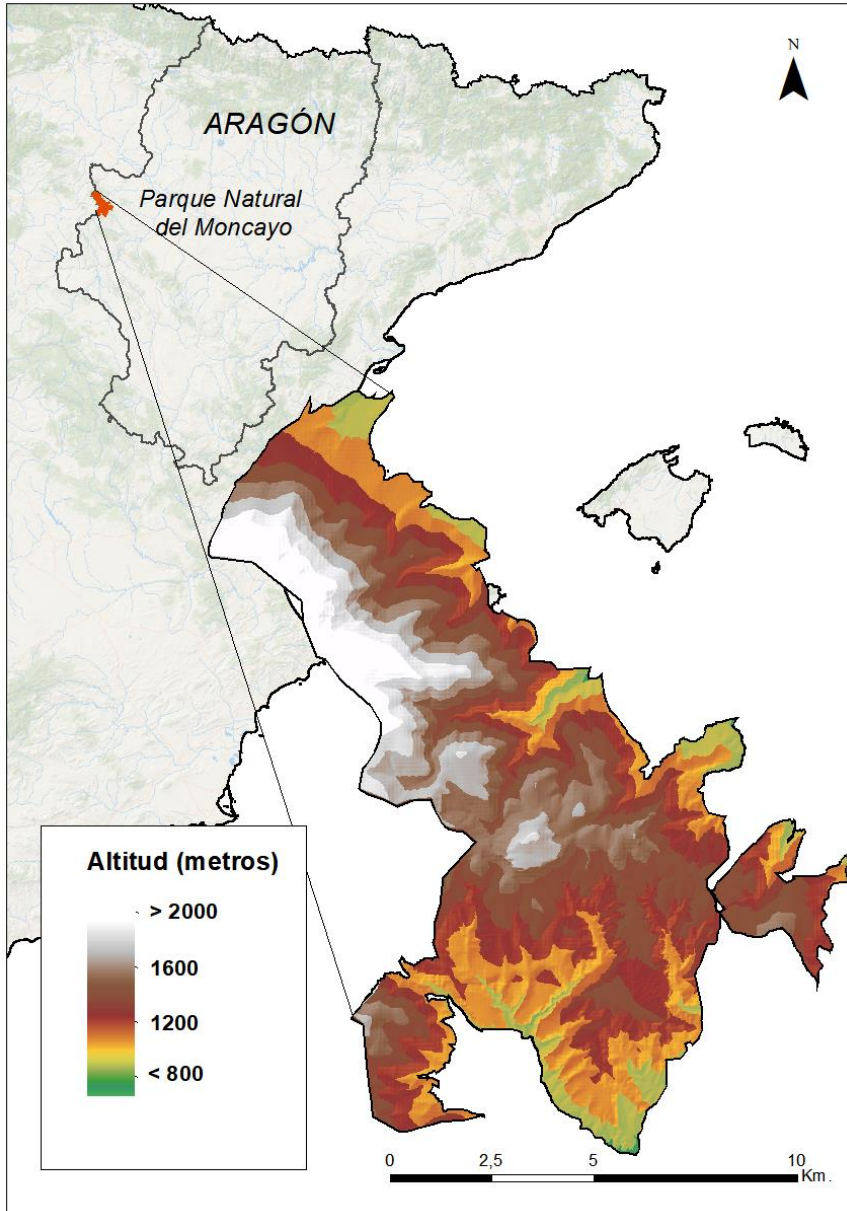 N
ARAGÓN
Parque Natural
del Moncayo
Altitud (metros)
> 2000
1600
1200
< 800
0 2,5 5 10
Km.